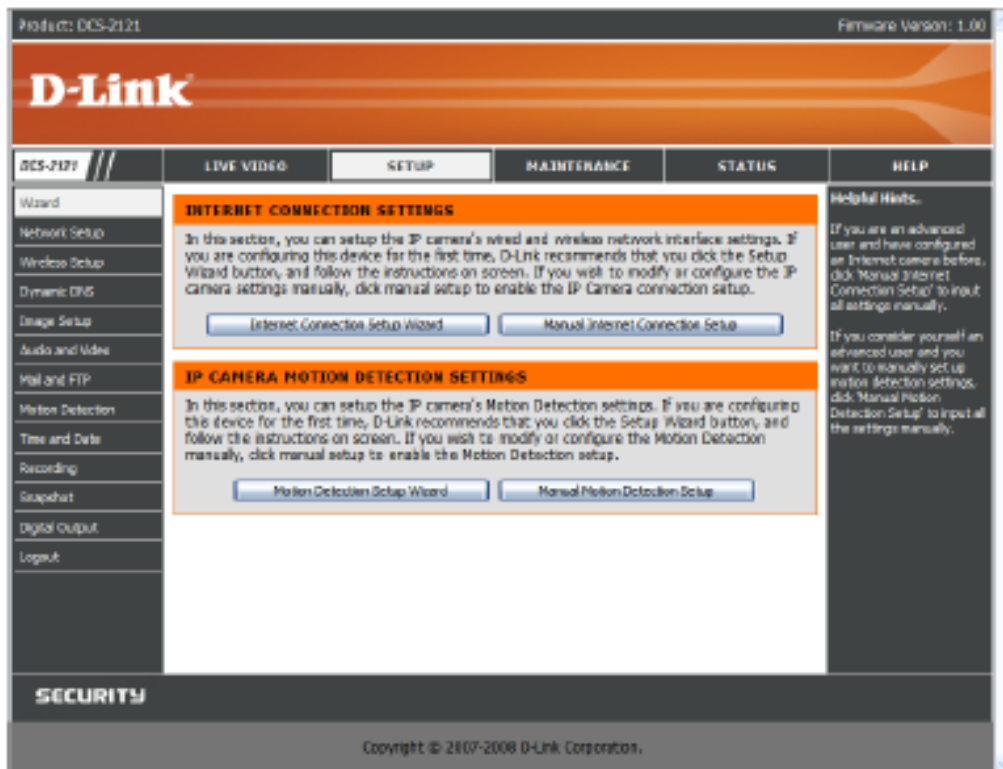 Product: DCS-2121
Firmware Version: 1.00
D-Link
DCS-2121
LIVE VIDEO
SETUP
MAINTENANCE
STATUS
HELP
Wizard
Network Setup
Wireless Setup
Dynamic DNS
Image Setup
Audio and Video
Mail and FTP
Motion Detection
Time and Date
Recording
Snapshot
Digital Output
Logout
INTERNET CONNECTION SETTINGS
In this section, you can setup the IP camera's wired and wireless network interface settings. If
you are configuring this device for the first time, D-Link recommends that you click the Setup
Wizard button, and follow the instructions on screen. If you wish to modify or configure the IP
camera settings manually, click manual setup to enable the IP Camera connection setup.
Internet Connection Setup Wizard
Manual Internet Connection Setup
IP CAMERA MOTION DETECTION SETTINGS
In this section, you can setup the IP camera's Motion Detection settings. If you are configuring
this device for the first time, D-Link recommends that you click the Setup Wizard button, and
follow the instructions on screen. If you wish to modify or configure the Motion Detection
manually, click manual setup to enable the Motion Detection setup.
Motion Detection Setup Wizard
Manual Motion Detection Setup
Helpful Hints..
If you are an advanced
user and have configured
an Internet camera before,
click 'Manual Internet
Connection Setup' to input
all settings manually.
If you consider yourself an
advanced user and you
want to manually set up
motion detection settings,
click 'Manual Motion
Detection Setup' to input all
the settings manually.
SECURITY
Copyright © 2007-2008 D-Link Corporation.